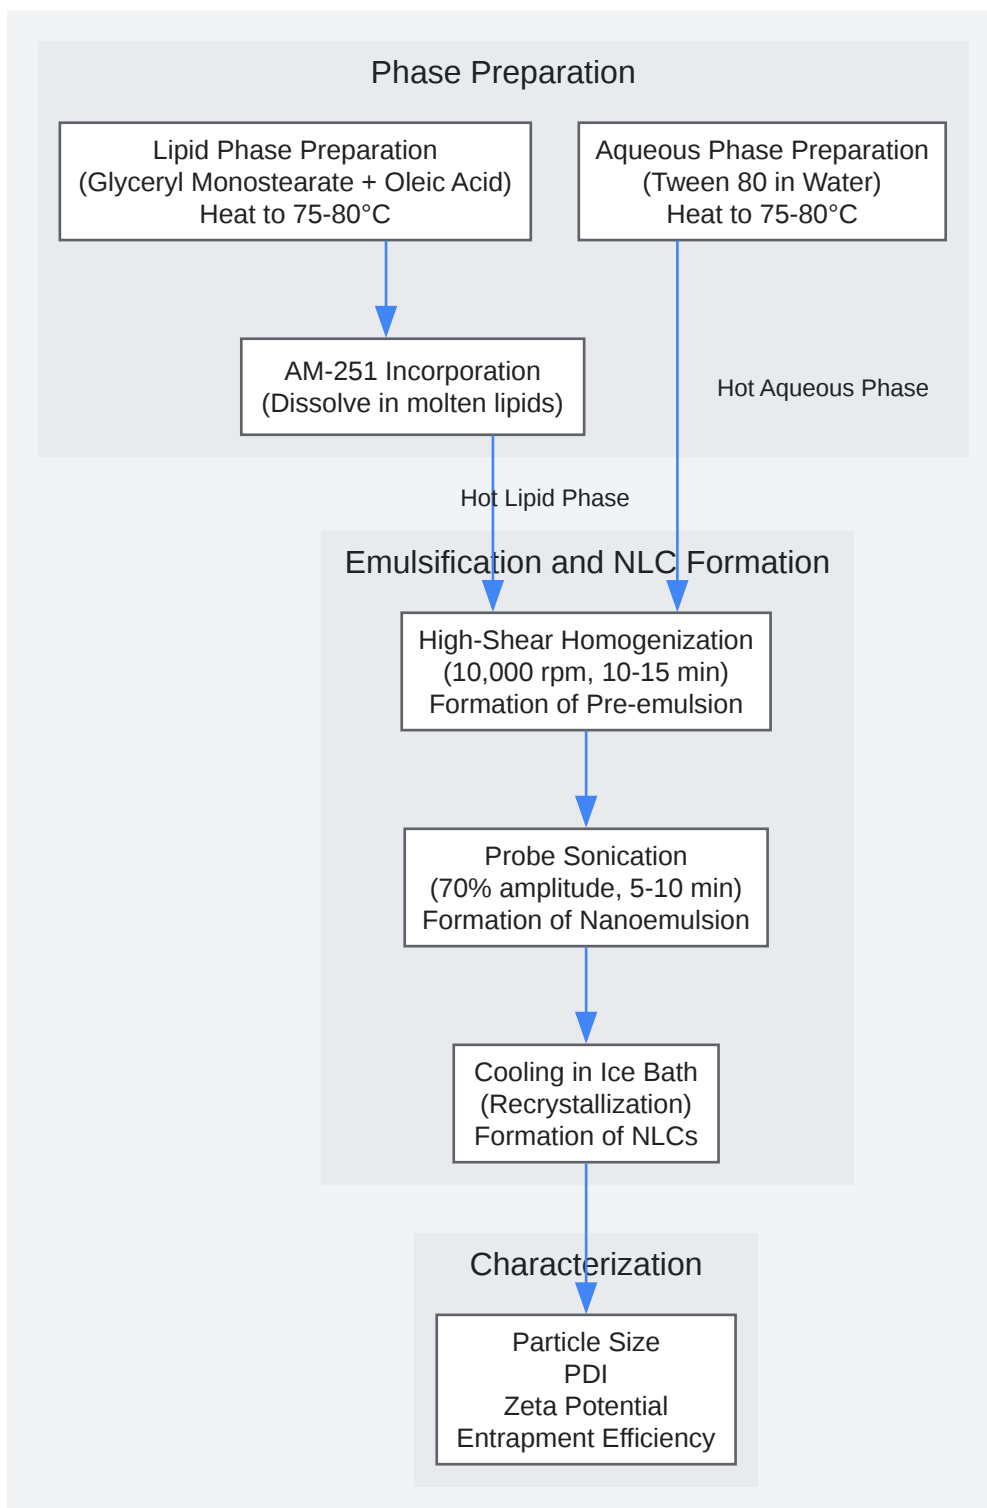 Phase Preparation
Lipid Phase Preparation
(Glyceryl Monostearate + Oleic Acid)
Heat to 75-80°C
Aqueous Phase Preparation
(Tween 80 in Water)
Heat to 75-80°C
AM-251 Incorporation
(Dissolve in molten lipids)
Hot Aqueous Phase
Hot Lipid Phase
Emulsification and NLC Formation
High-Shear Homogenization
(10,000 rpm, 10-15 min)
Formation of Pre-emulsion
Probe Sonication
(70% amplitude, 5-10 min)
Formation of Nanoemulsion
Cooling in Ice Bath
(Recrystallization)
Formation of NLCs
Characterization
Particle Size
PDI
Zeta Potential
Entrapment Efficiency